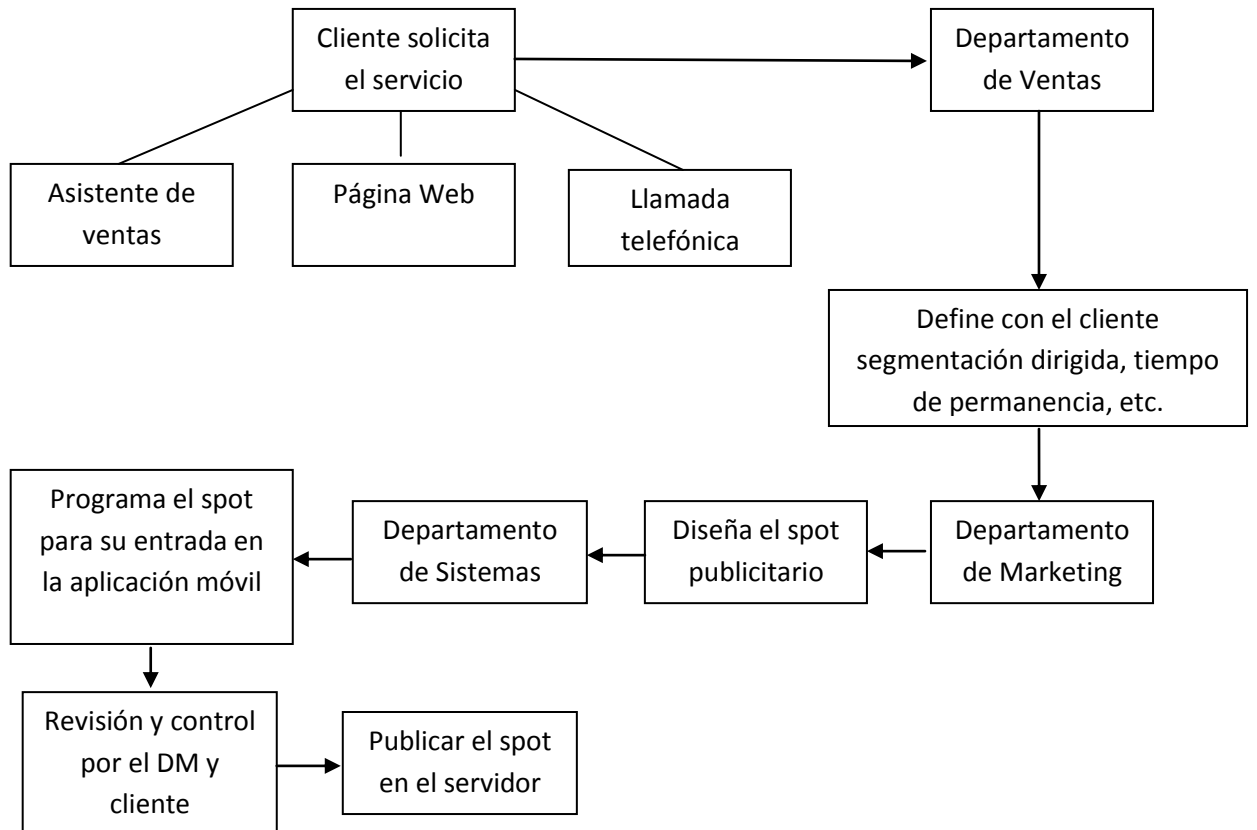 Cliente solicita
el servicio
Departamento
de Ventas
Asistente de
ventas
Página Web
Llamada
telefónica
Define con el cliente
segmentación dirigida, tiempo
de permanencia, etc.
Departamento
de Marketing
Diseña el spot
publicitario
Departamento
de Sistemas
Programa el spot
para su entrada en
la aplicación móvil
Revisión y control
por el DM y
cliente
Publicar el spot
en el servidor